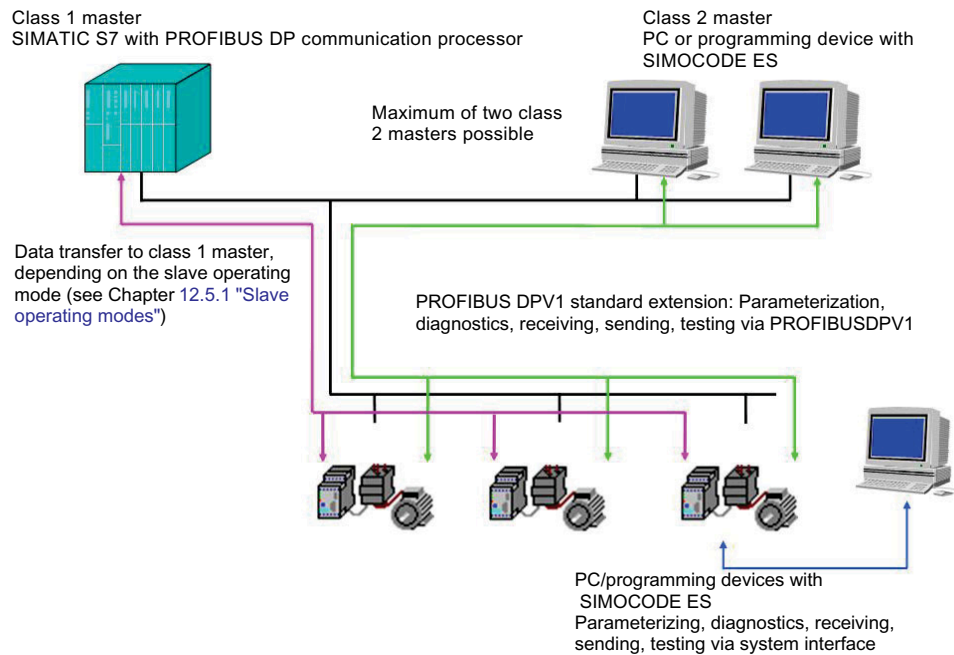 Class 1 master
SIMATIC S7 with PROFIBUS DP communication processor
Class 2 master
PC or programming device with
SIMOCODE ES
Maximum of two class
2 masters possible
Data transfer to class 1 master,
depending on the slave operating
mode (see Chapter 12.5.1 "Slave
operating modes")
PROFIBUS DPV1 standard extension: Parameterization,
diagnostics, receiving, sending, testing via PROFIBUSDPV1
PC/programming devices with
SIMOCODE ES
Parameterizing, diagnostics, receiving,
sending, testing via system interface